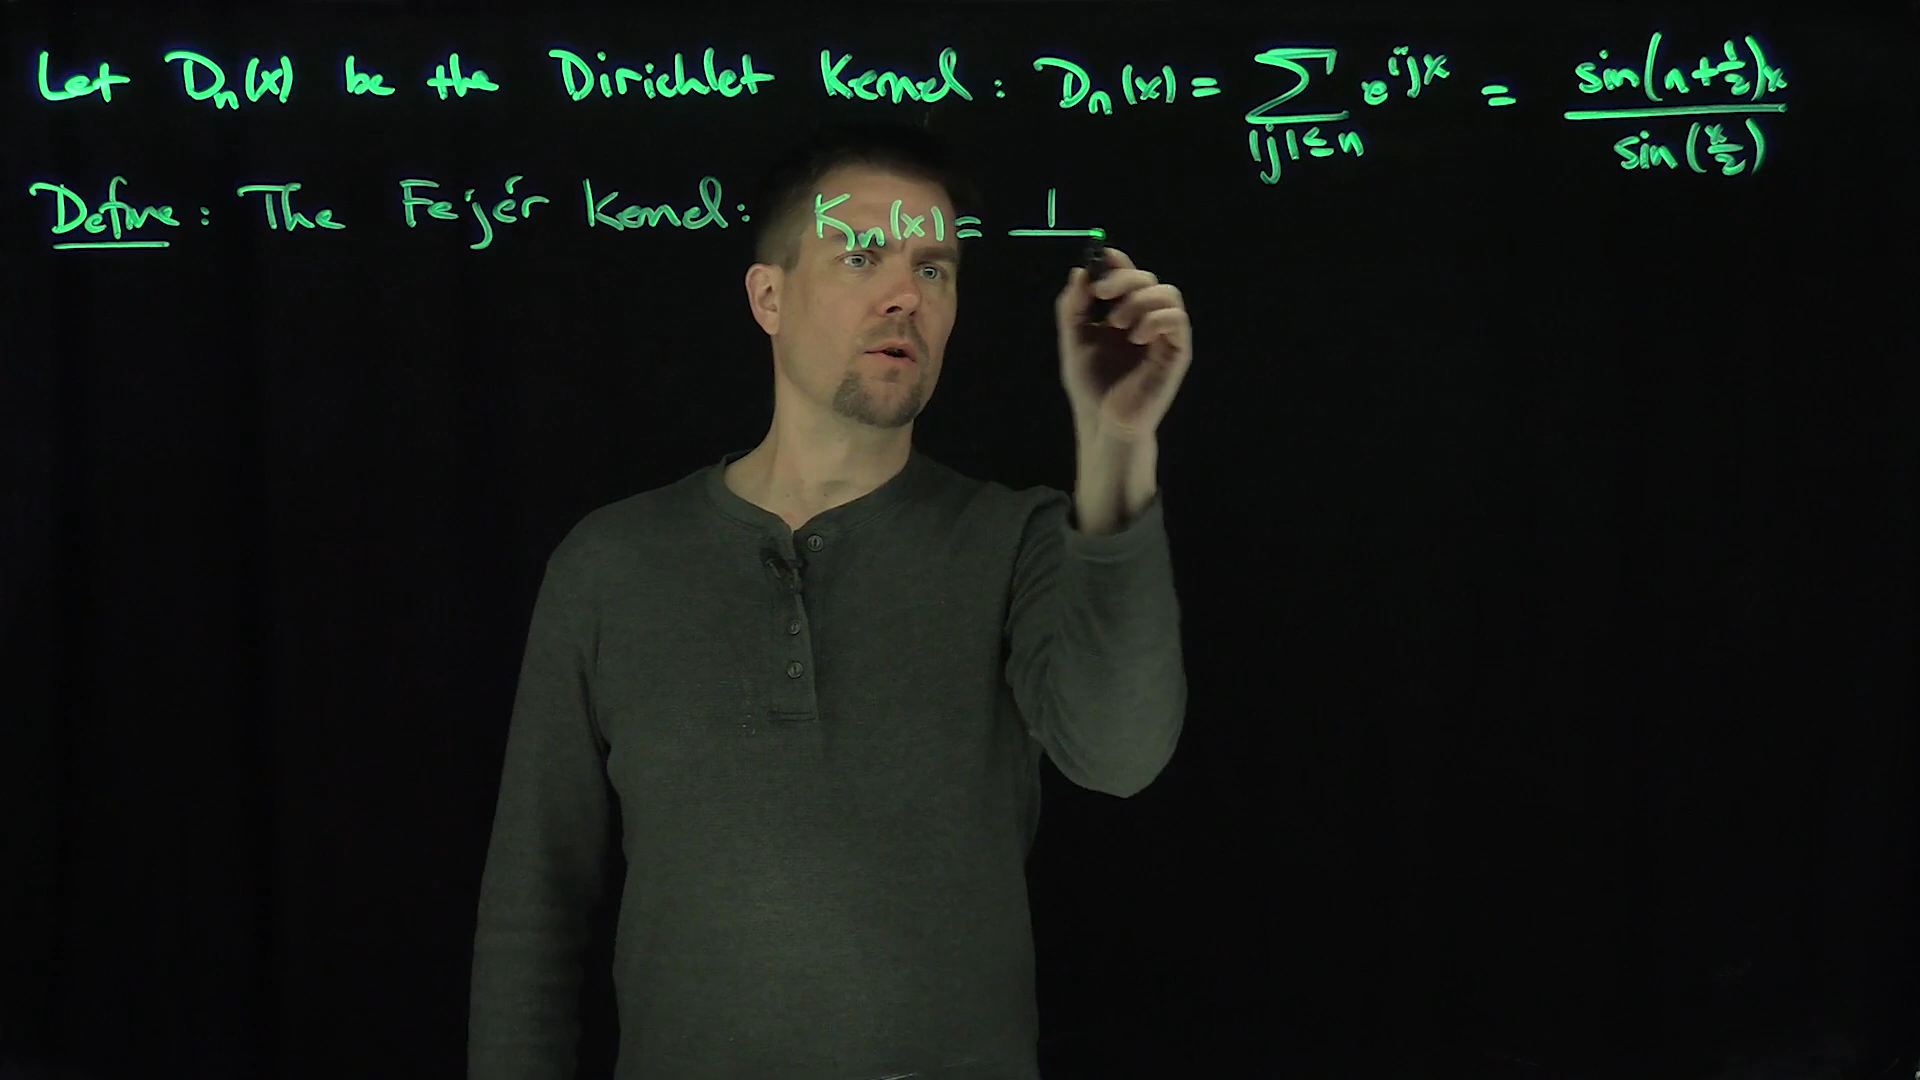 Let Dₙ(x) be the Dirichlet Kernel: Dₙ(x) = ∑_{|j|≤n} e^{ijx} = sin(n+½)x / sin(x/2)
Define: The Fejér Kernel: Kₙ(x) = 1/